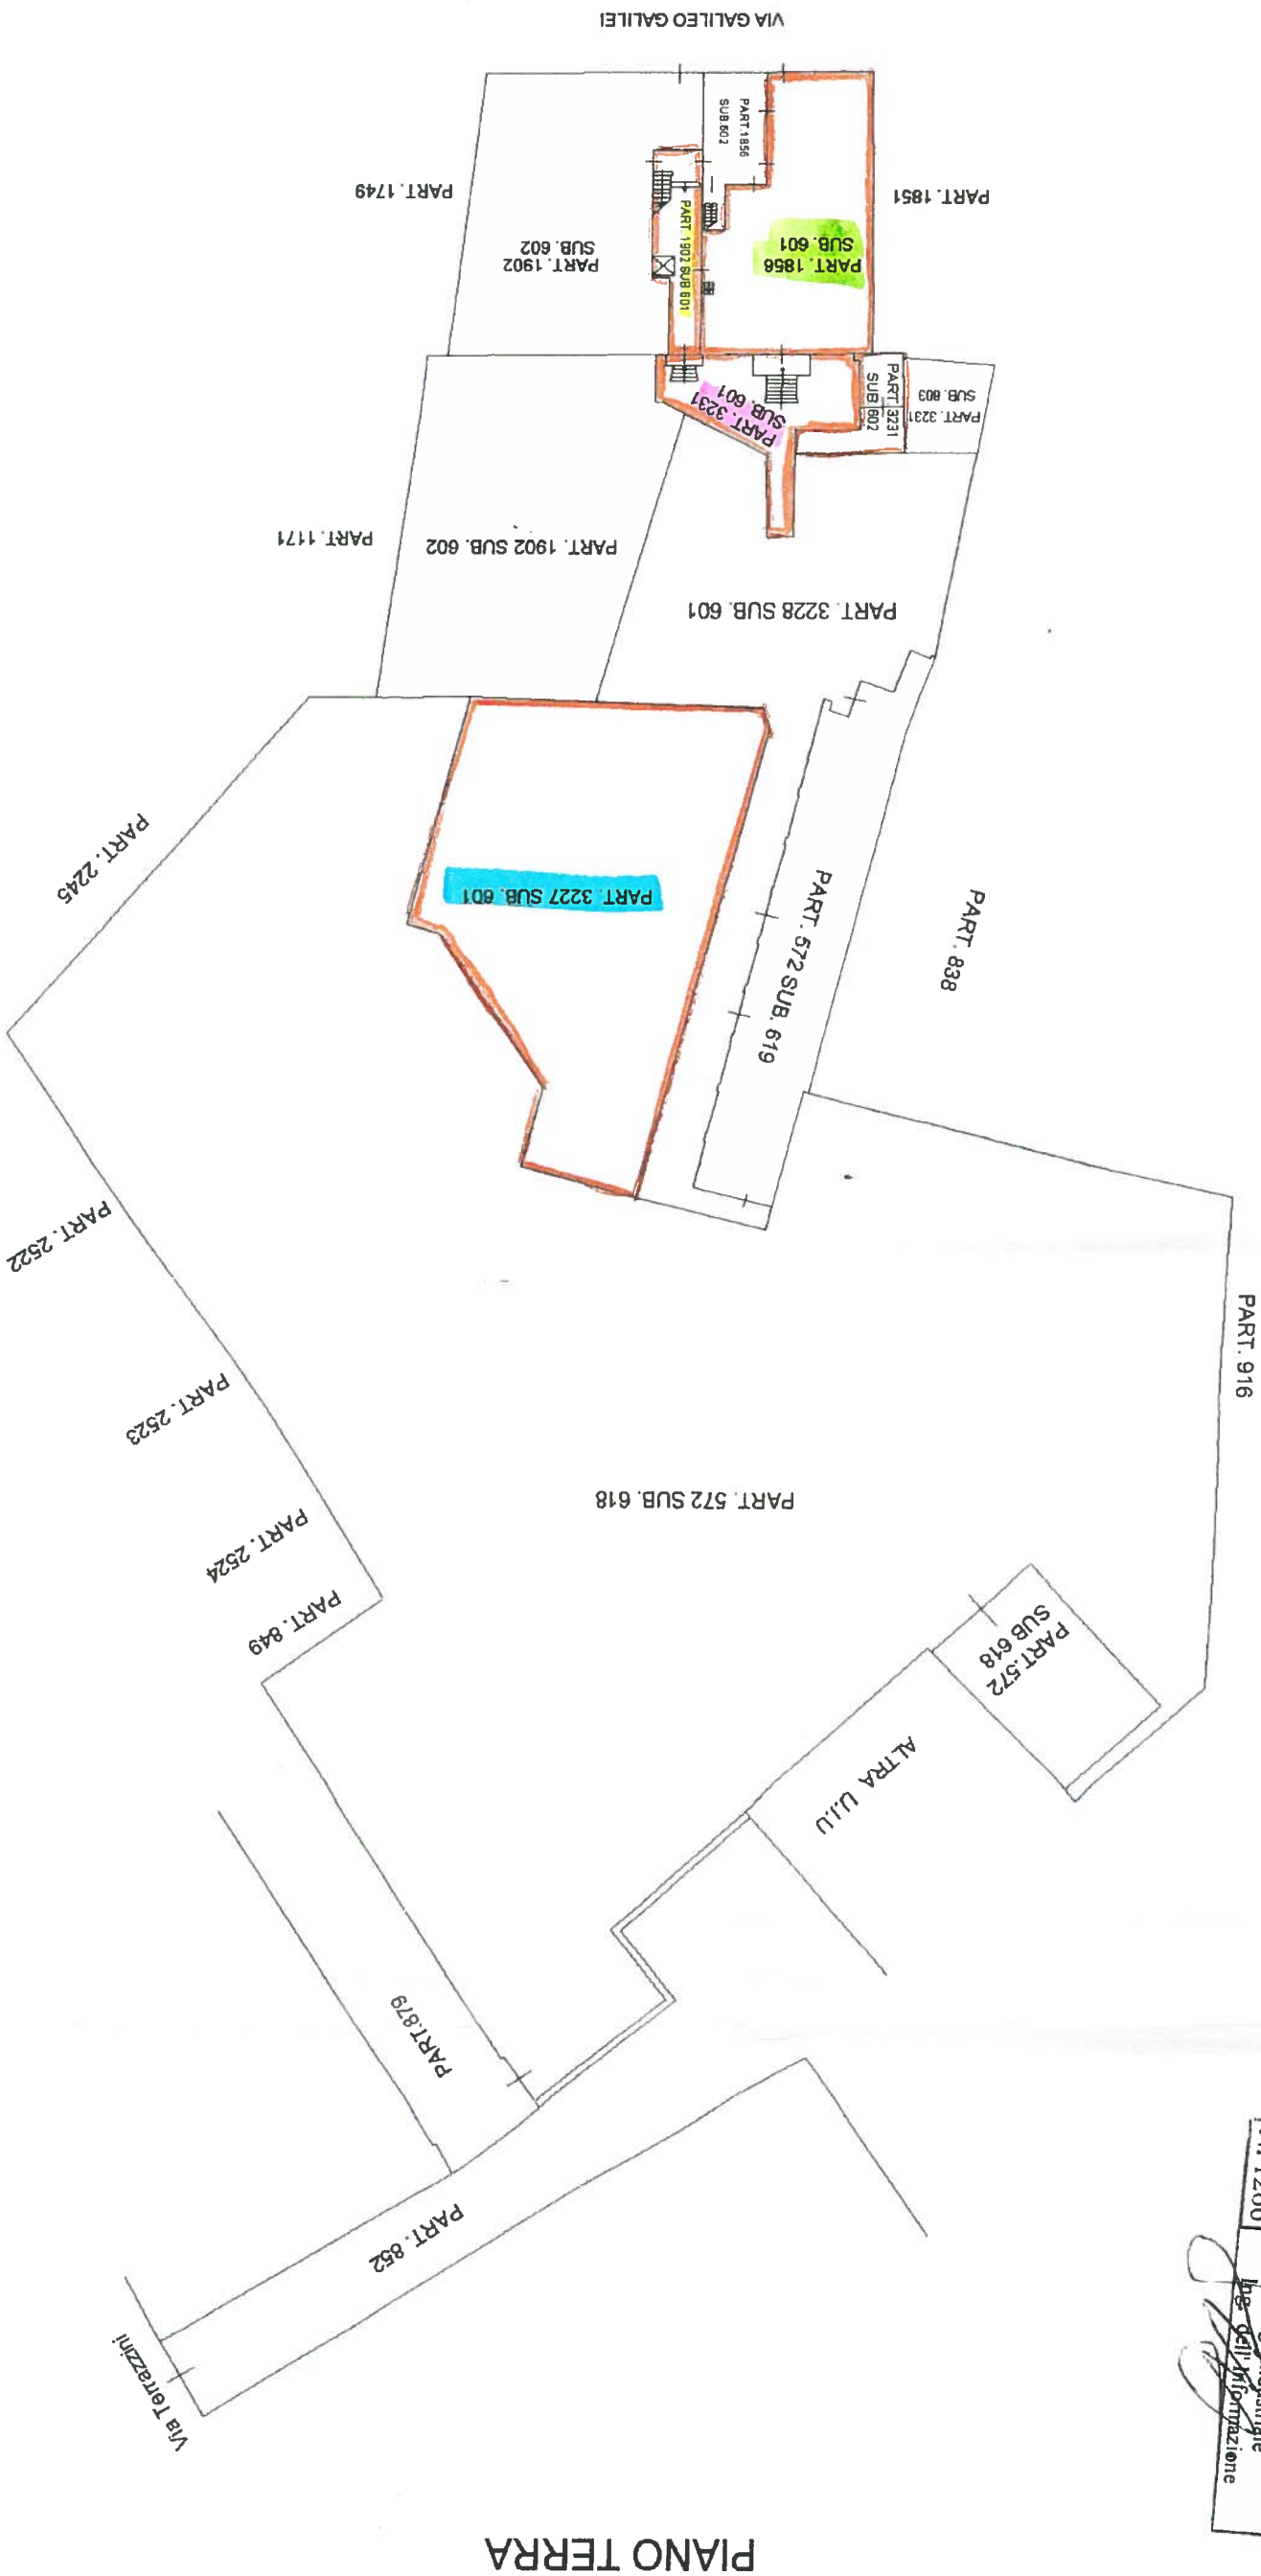 PIANO TERRA
Via Terrazzini
PART. 852
PART.879
ALTRA U.I.U
PART.572
SUB 618
PART. 849
PART. 2524
PART. 572 SUB. 618
PART. 2523
PART. 916
PART. 2522
PART. 572 SUB. 619
PART. 838
PART. 3227 SUB. 601
PART. 2245
PART. 3228 SUB. 601
PART. 1902 SUB. 602
PART. 1171
PART. 3231
SUB. 601
PART. 3231
SUB 602
PART. 3231
SUB. 603
PART. 1856
SUB. 601
PART. 1902 SUB 601
PART. 1902
SUB. 602
PART. 1851
PART. 1749
PART.1856
SUB.602
VIA GALILEO GALILEI
Ing. dell'Informazione